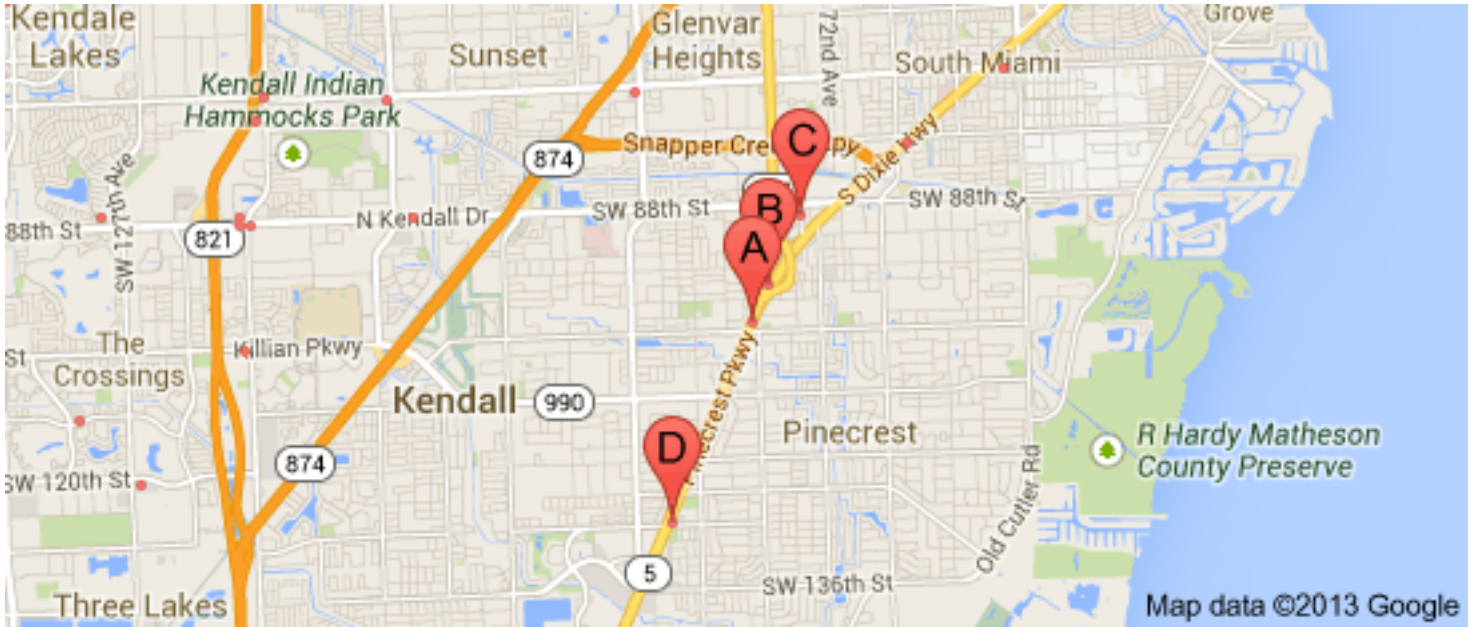 Kendale
Lakes
Glenvar
Heights
72nd Ave
Grove
Sunset
South Miami
Kendall Indian
Hammocks Park
874
Snapper Cre
py
C
S Dixie Hwy
SW 127th Ave
88th St
821
N Kendall Dr
SW 88th St
B
SW 88th St
A
The
Crossings
St
Killian Pkwy
Pinecrest Pkwy
Kendall
990
Pinecrest
D
R Hardy Matheson
County Preserve
874
SW 120th St
Old Cutler Rd
5
SW 136th St
Three Lakes
Map data ©2013 Google